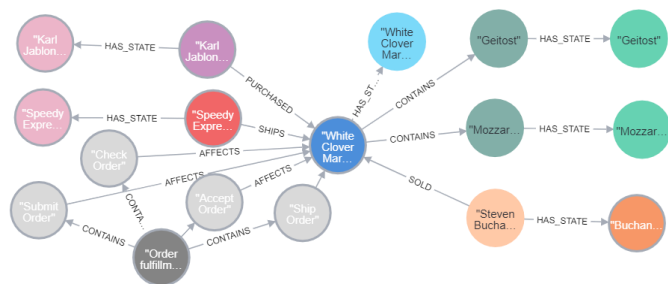 "Karl
Jablon...
HAS_STATE
"Karl
Jablon...
PURCHASED
"White
Clover
Mar...
HAS_ST...
"Geitost"
HAS_STATE
"Geitost"
CONTAINS
"Speedy
Expre...
HAS_STATE
"Speedy
Expre...
SHIPS
"White
Clover
Mar...
CONTAINS
"Mozzar...
HAS_STATE
"Mozzar...
"Check
Order"
AFFECTS
AFFECTS
"Submit
Order"
CONTA...
"Accept
Order"
AFFECTS
"Ship
Order"
SOLD
"Steven
Bucha...
HAS_STATE
"Buchan...
CONTAINS
"Order
fulfillm...
CONTAINS